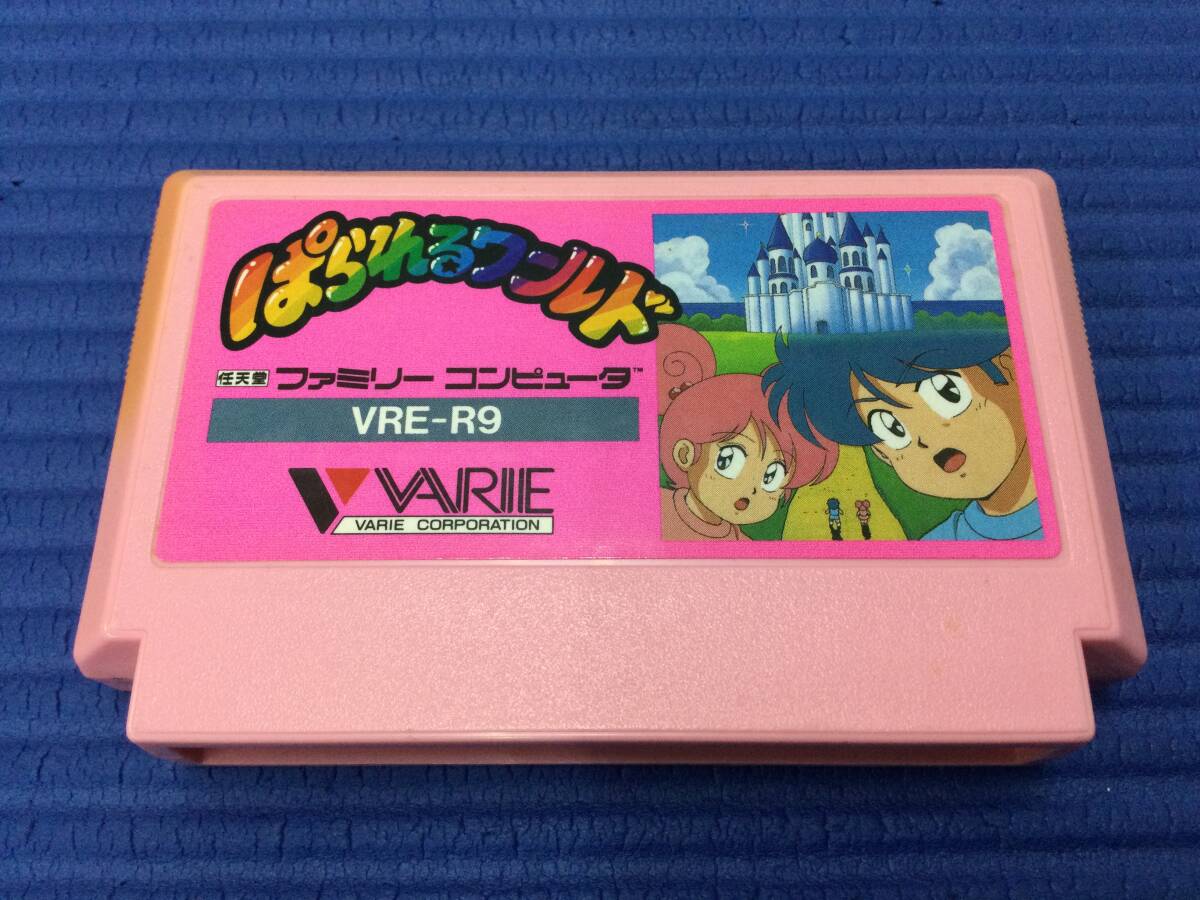 ぱられるワールド
任天堂 ファミリー コンピュータ™
VRE-R9
VARIE
VARIE CORPORATION